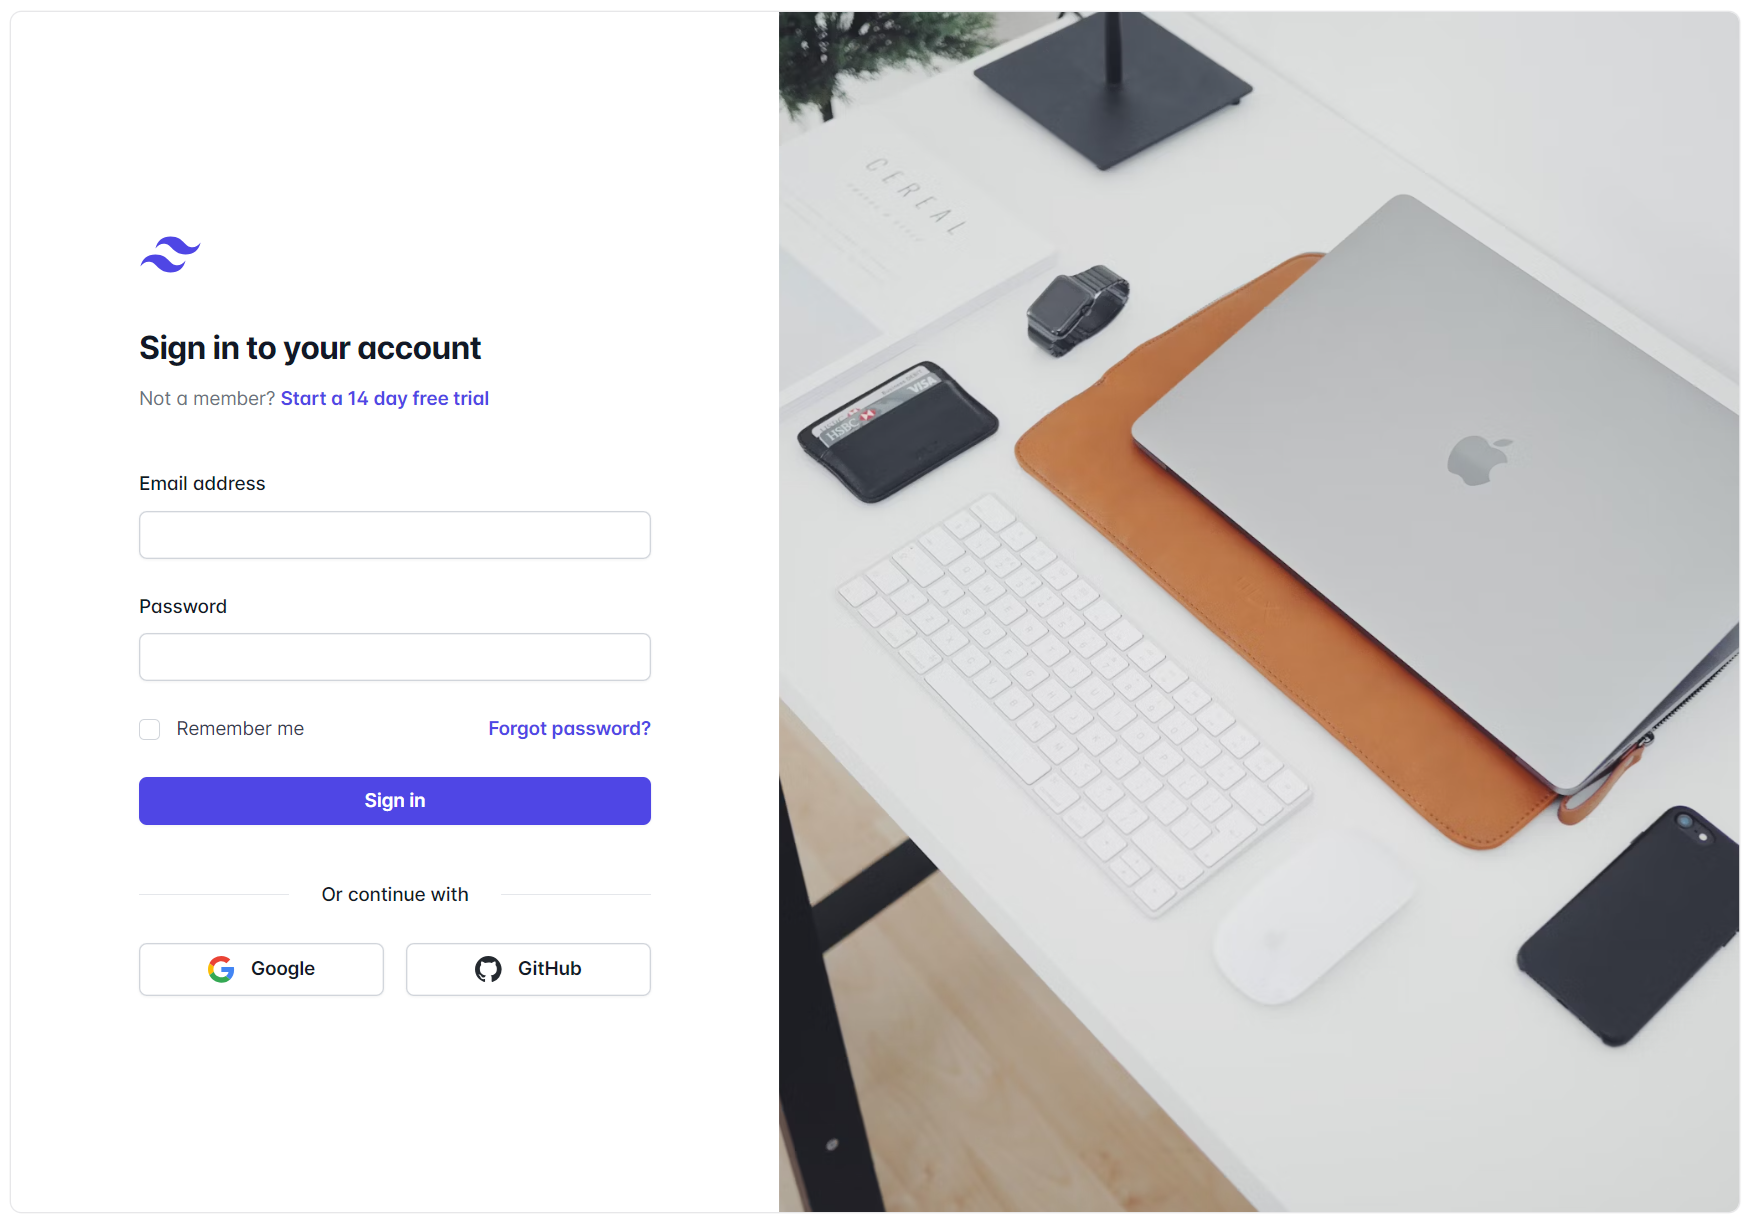 Sign in to your account
Not a member? Start a 14 day free trial
Email address
Password
Remember me
Forgot password?
Sign in
Or continue with
Google
GitHub
CEREAL
VISA
HSBC